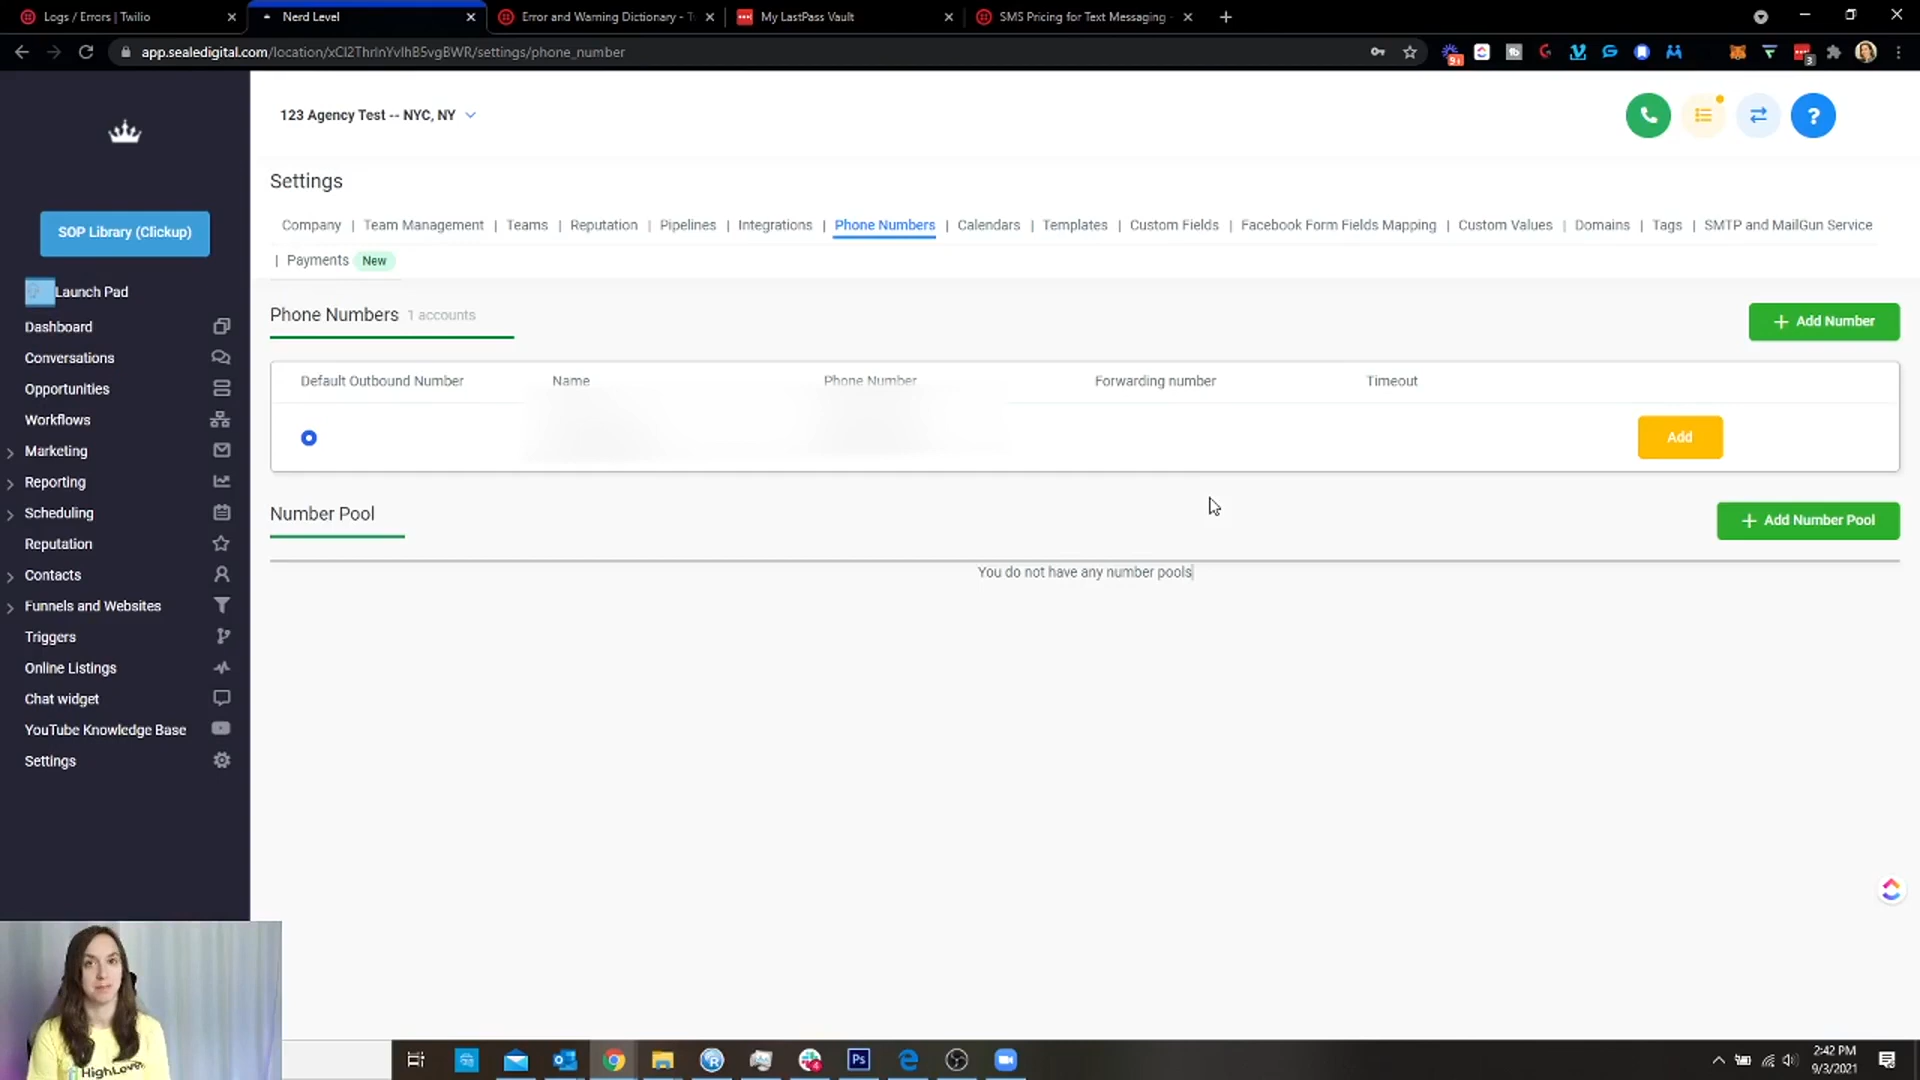 Logs / Errors | Twilio
Nerd Level
Error and Warning Dictionary - T
My LastPass Vault
SMS Pricing for Text Messaging -
app.sealedigital.com/location/xCl2ThrlnYvlhB5vgBWR/settings/phone_number
9+
3
123 Agency Test -- NYC, NY
?
SOP Library (Clickup)
Launch Pad
Dashboard
Conversations
Opportunities
Workflows
Marketing
Reporting
Scheduling
Reputation
Contacts
Funnels and Websites
Triggers
Online Listings
Chat widget
YouTube Knowledge Base
Settings
Settings
Company | Team Management | Teams | Reputation | Pipelines | Integrations | Phone Numbers | Calendars | Templates | Custom Fields | Facebook Form Fields Mapping | Custom Values | Domains | Tags | SMTP and MailGun Service
| Payments New
Phone Numbers 1 accounts
+ Add Number
Default Outbound Number Name Phone Number Forwarding number Timeout
Add
Number Pool
+ Add Number Pool
You do not have any number pools
HighLevel
Ps
4
2:42 PM
9/3/2021